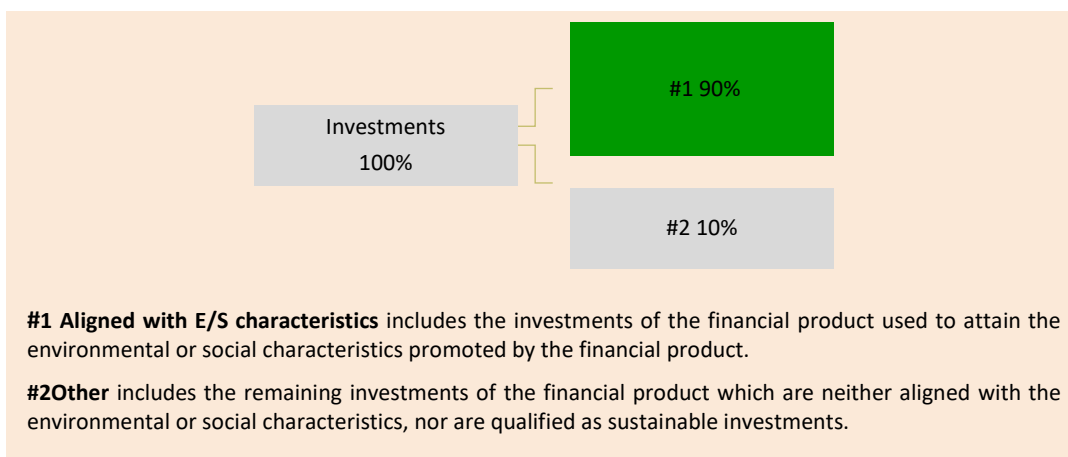 #1 90%
Investments
100%
#2 10%
#1 Aligned with E/S characteristics includes the investments of the financial product used to attain the
environmental or social characteristics promoted by the financial product.
#2Other includes the remaining investments of the financial product which are neither aligned with the
environmental or social characteristics, nor are qualified as sustainable investments.